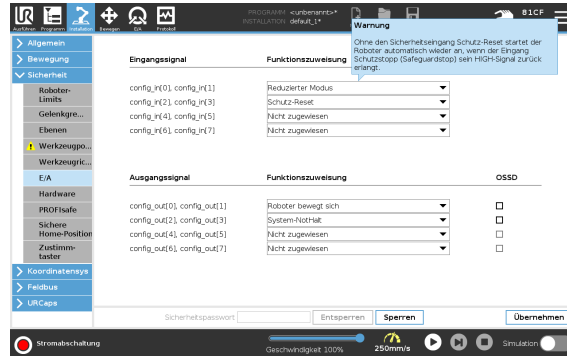 PROGRAMM <unbenannt>*
INSTALLATION default_1*
81CF
Ausführen Programm Installation Bewegen E/A Protokoll
Warnung
Ohne den Sicherheitseingang Schutz-Reset startet der
Roboter automatisch wieder an, wenn der Eingang
Schutzstopp (Safeguardstop) sein HIGH-Signal zurück
erlangt.
Allgemein
Bewegung
Sicherheit
Roboter-
Limits
Gelenkgre...
Ebenen
Werkzeugpo...
Werkzeugric...
E/A
Hardware
PROFIsafe
Sichere
Home-Position
Zustimm-
taster
Koordinatensys
Feldbus
URCaps
Eingangssignal Funktionszuweisung
config_in[0], config_in[1] Reduzierter Modus
config_in[2], config_in[3] Schutz-Reset
config_in[4], config_in[5] Nicht zugewiesen
config_in[6], config_in[7] Nicht zugewiesen
Ausgangssignal Funktionszuweisung OSSD
config_out[0], config_out[1] Roboter bewegt sich
config_out[2], config_out[3] System-NotHalt
config_out[4], config_out[5] Nicht zugewiesen
config_out[6], config_out[7] Nicht zugewiesen
Sicherheitspasswort Entsperren Sperren Übernehmen
Stromabschaltung
Geschwindigkeit 100%
250mm/s
Simulation